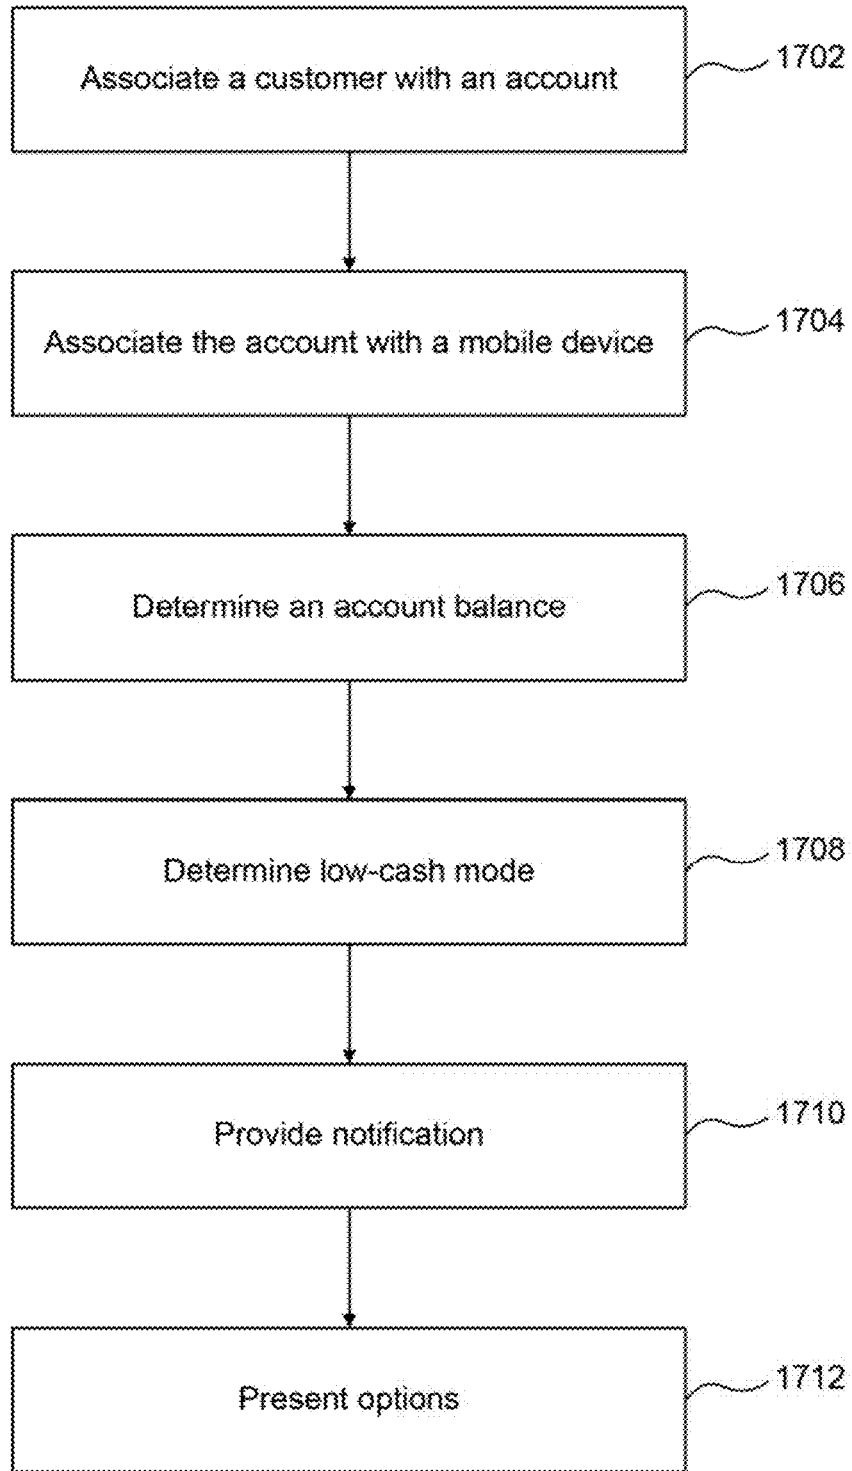 Associate a customer with an account
1702
Associate the account with a mobile device
1704
Determine an account balance
1706
Determine low-cash mode
1708
Provide notification
1710
Present options
1712